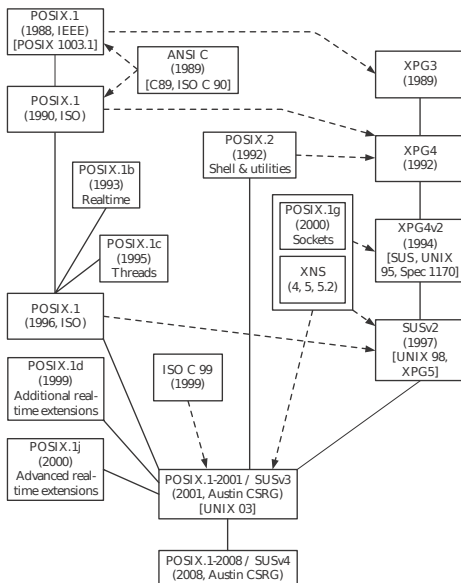 POSIX.1
(1988, IEEE)
[POSIX 1003.1]
ANSI C
(1989)
[C89, ISO C 90]
XPG3
(1989)
POSIX.1
(1990, ISO)
POSIX.2
(1992)
Shell & utilities
XPG4
(1992)
POSIX.1b
(1993)
Realtime
POSIX.1c
(1995)
Threads
POSIX.1g
(2000)
Sockets
XNS
(4, 5, 5.2)
XPG4v2
(1994)
[SUS, UNIX
95, Spec 1170]
POSIX.1
(1996, ISO)
SUSv2
(1997)
[UNIX 98,
XPG5]
POSIX.1d
(1999)
Additional real-
time extensions
ISO C 99
(1999)
POSIX.1j
(2000)
Advanced real-
time extensions
POSIX.1-2001 / SUSv3
(2001, Austin CSRG)
[UNIX 03]
POSIX.1-2008 / SUSv4
(2008, Austin CSRG)